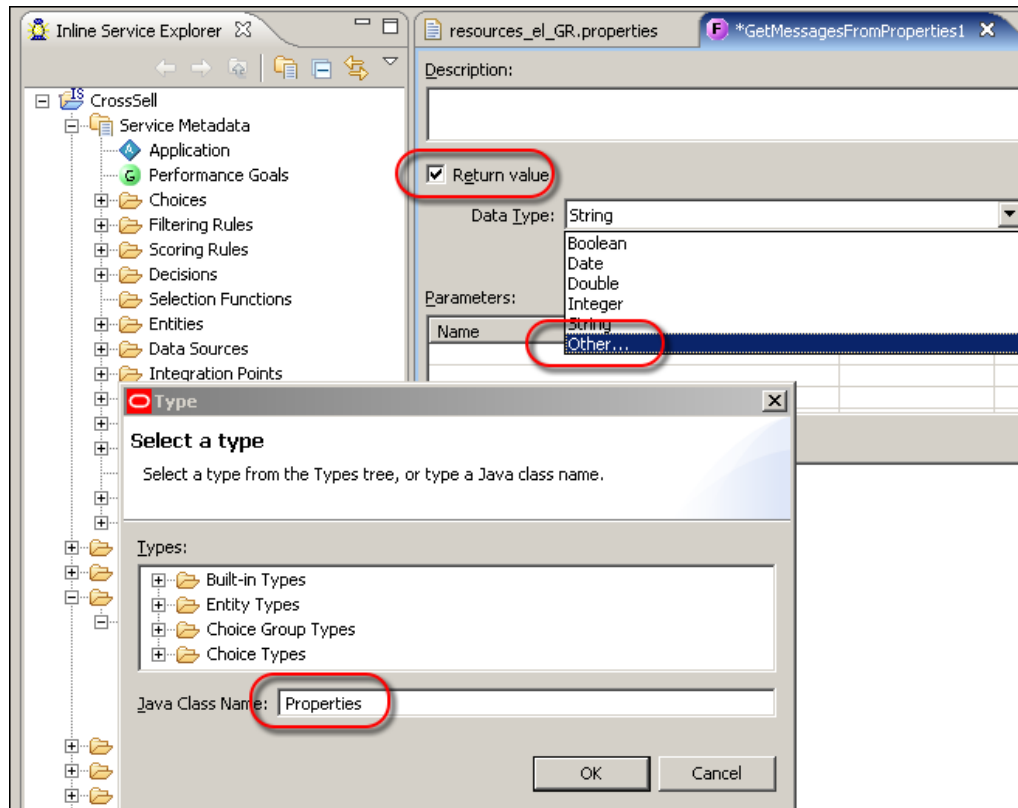 Inline Service Explorer
resources_el_GR.properties
*GetMessagesFromProperties1
Description:
IS
CrossSell
Service Metadata
A Application
G Performance Goals
Choices
Filtering Rules
Scoring Rules
Decisions
Selection Functions
Entities
Data Sources
Integration Points
Return value
Data Type: String
Boolean
Date
Double
Integer
String
Other...
Parameters:
Name
Type
Select a type
Select a type from the Types tree, or type a Java class name.
Types:
Built-in Types
Entity Types
Choice Group Types
Choice Types
Java Class Name: Properties
OK Cancel